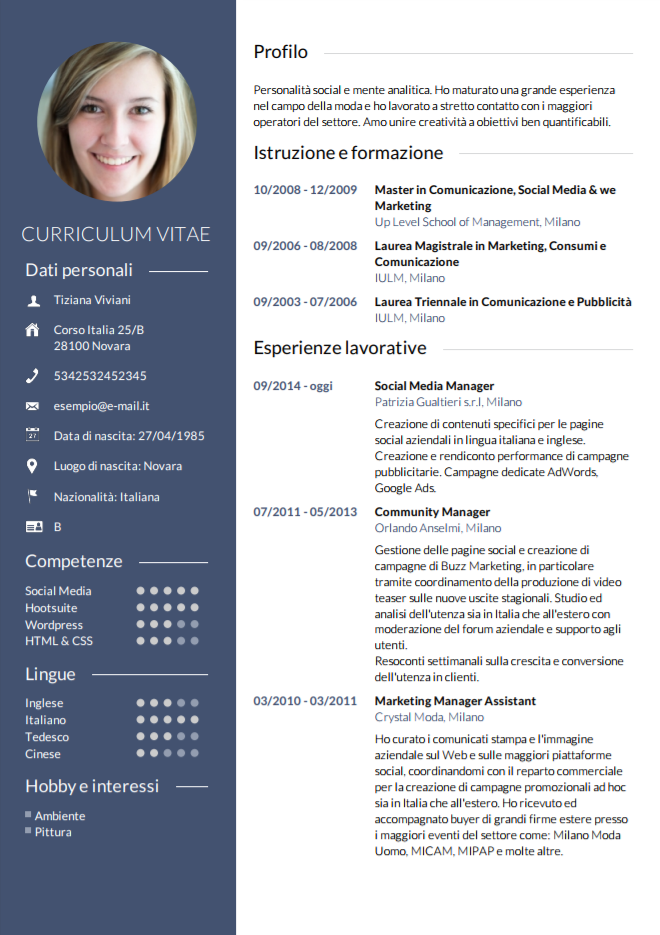 CURRICULUM VITAE
Dati personali
Tiziana Viviani
Corso Italia 25/B
28100 Novara
5342532452345
esempio@e-mail.it
27
Data di nascita: 27/04/1985
Luogo di nascita: Novara
Nazionalità: Italiana
B
Competenze
Social Media
Hootsuite
Wordpress
HTML & CSS
Lingue
Inglese
Italiano
Tedesco
Cinese
Hobby e interessi
Ambiente
Pittura
Profilo
Personalità social e mente analitica. Ho maturato una grande esperienza
nel campo della moda e ho lavorato a stretto contatto con i maggiori
operatori del settore. Amo unire creatività a obiettivi ben quantificabili.
Istruzione e formazione
10/2008 - 12/2009 Master in Comunicazione, Social Media & we
Marketing
Up Level School of Management, Milano
09/2006 - 08/2008 Laurea Magistrale in Marketing, Consumi e
Comunicazione
IULM, Milano
09/2003 - 07/2006 Laurea Triennale in Comunicazione e Pubblicità
IULM, Milano
Esperienze lavorative
09/2014 - oggi Social Media Manager
Patrizia Gualtieri s.r.l, Milano
Creazione di contenuti specifici per le pagine
social aziendali in lingua italiana e inglese.
Creazione e rendiconto performance di campagne
pubblicitarie. Campagne dedicate AdWords,
Google Ads.
07/2011 - 05/2013 Community Manager
Orlando Anselmi, Milano
Gestione delle pagine social e creazione di
campagne di Buzz Marketing, in particolare
tramite coordinamento della produzione di video
teaser sulle nuove uscite stagionali. Studio ed
analisi dell'utenza sia in Italia che all'estero con
moderazione del forum aziendale e supporto agli
utenti.
Resoconti settimanali sulla crescita e conversione
dell'utenza in clienti.
03/2010 - 03/2011 Marketing Manager Assistant
Crystal Moda, Milano
Ho curato i comunicati stampa e l'immagine
aziendale sul Web e sulle maggiori piattaforme
social, coordinandomi con il reparto commerciale
per la creazione di campagne promozionali ad hoc
sia in Italia che all'estero. Ho ricevuto ed
accompagnato buyer di grandi firme estere presso
i maggiori eventi del settore come: Milano Moda
Uomo, MICAM, MIPAP e molte altre.